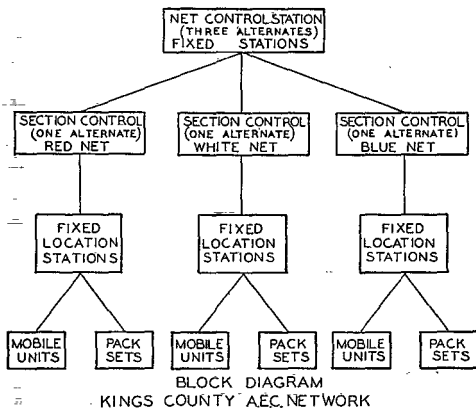 NET CONTROL STATION
(THREE ALTERNATES)
FIXED STATIONS
SECTION CONTROL
(ONE ALTERNATE)
RED NET
SECTION CONTROL
(ONE ALTERNATE)
WHITE NET
SECTION CONTROL
(ONE ALTERNATE)
BLUE NET
FIXED
LOCATION
STATIONS
FIXED
LOCATION
STATIONS
FIXED
LOCATION
STATIONS
MOBILE
UNITS
PACK
SETS
MOBILE
UNITS
PACK
SETS
MOBILE
UNITS
PACK
SETS
BLOCK DIAGRAM
KINGS COUNTY AEC NETWORK